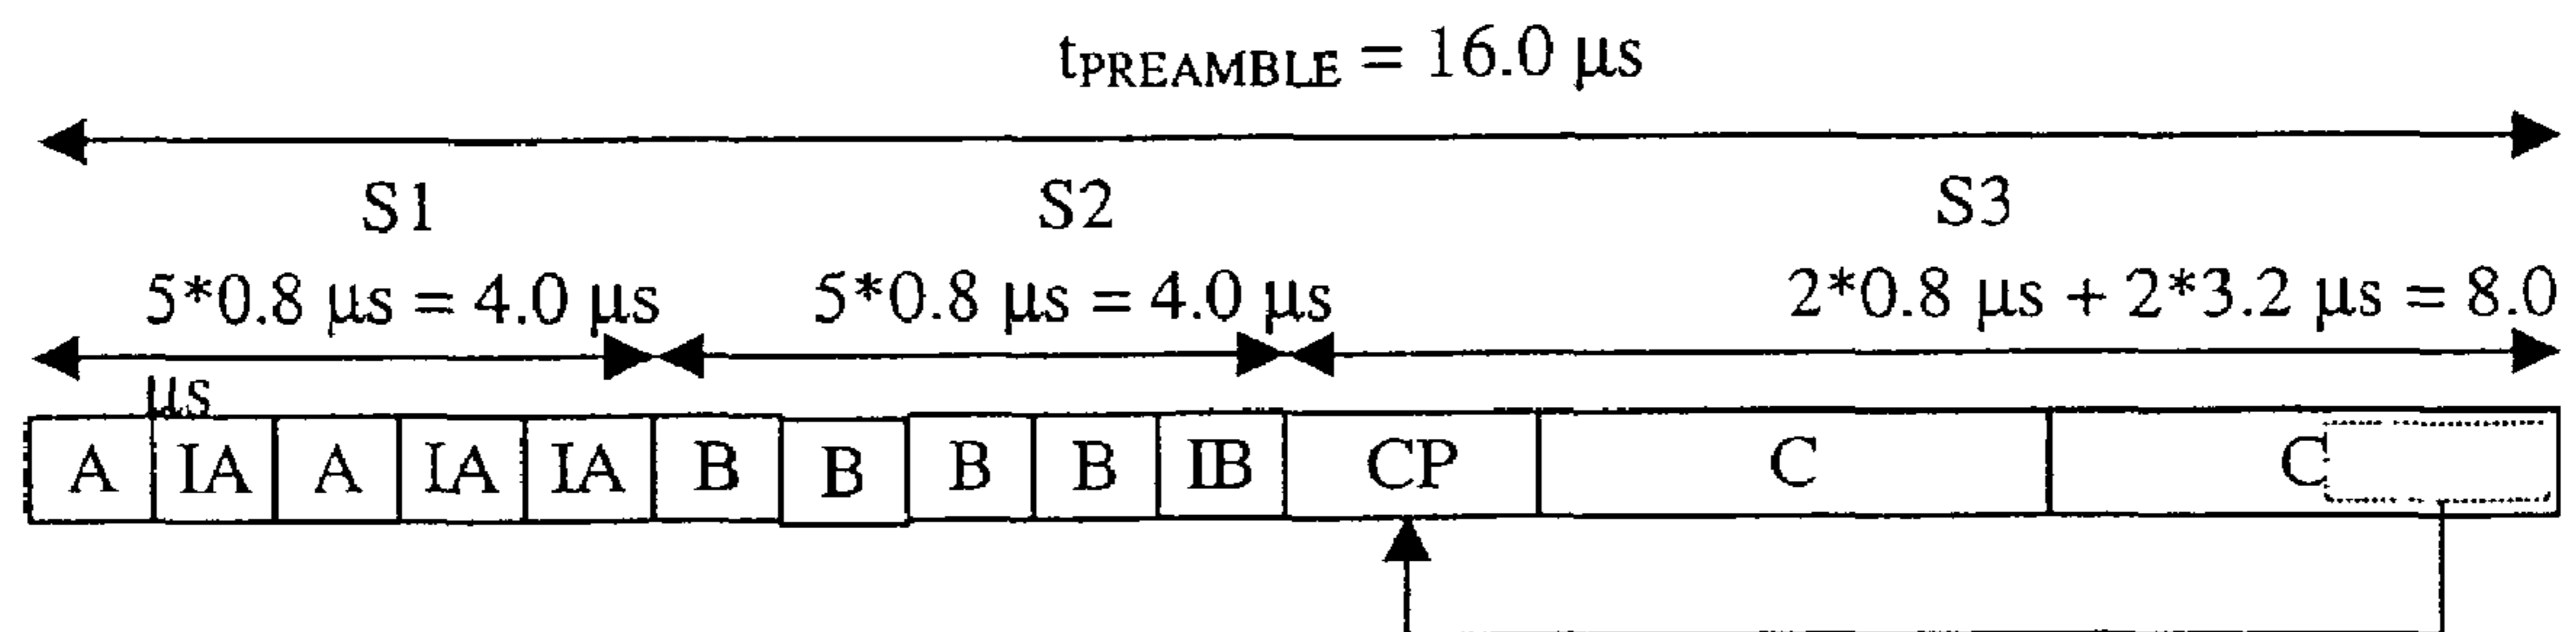 tPREAMBLE = 16.0 µs
S1 S2 S3
5*0.8 µs = 4.0 µs 5*0.8 µs = 4.0 µs 2*0.8 µs + 2*3.2 µs = 8.0
µs
A IA A IA IA B B B B IB CP C C